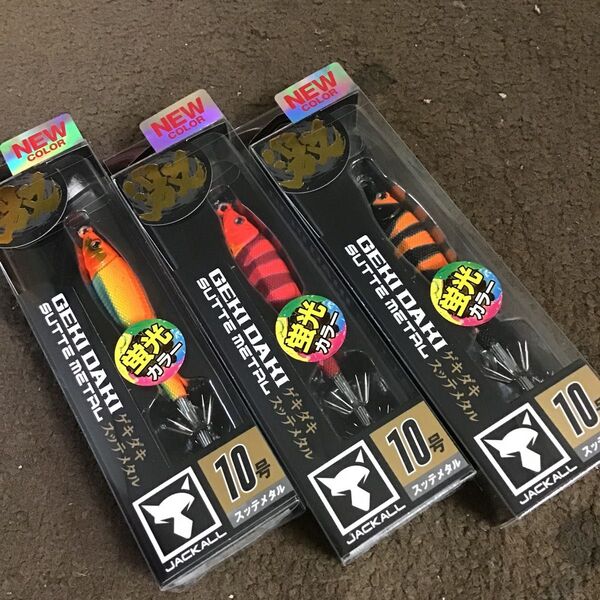 NEW
COLOR
GEKI DAKI
SUTTE METAL
ゲキダキ
スッテメタル
蛍光
カラー
10号
スッテメタル
JACKALL
NEW
COLOR
GEKI DAKI
SUTTE METAL
ゲキダキ
スッテメタル
蛍光
カラー
10号
スッテメタル
JACKALL
NEW
COLOR
GEKI DAKI
SUTTE METAL
ゲキダキ
スッテメタル
蛍光
カラー
10号
スッテメタル
JACKALL